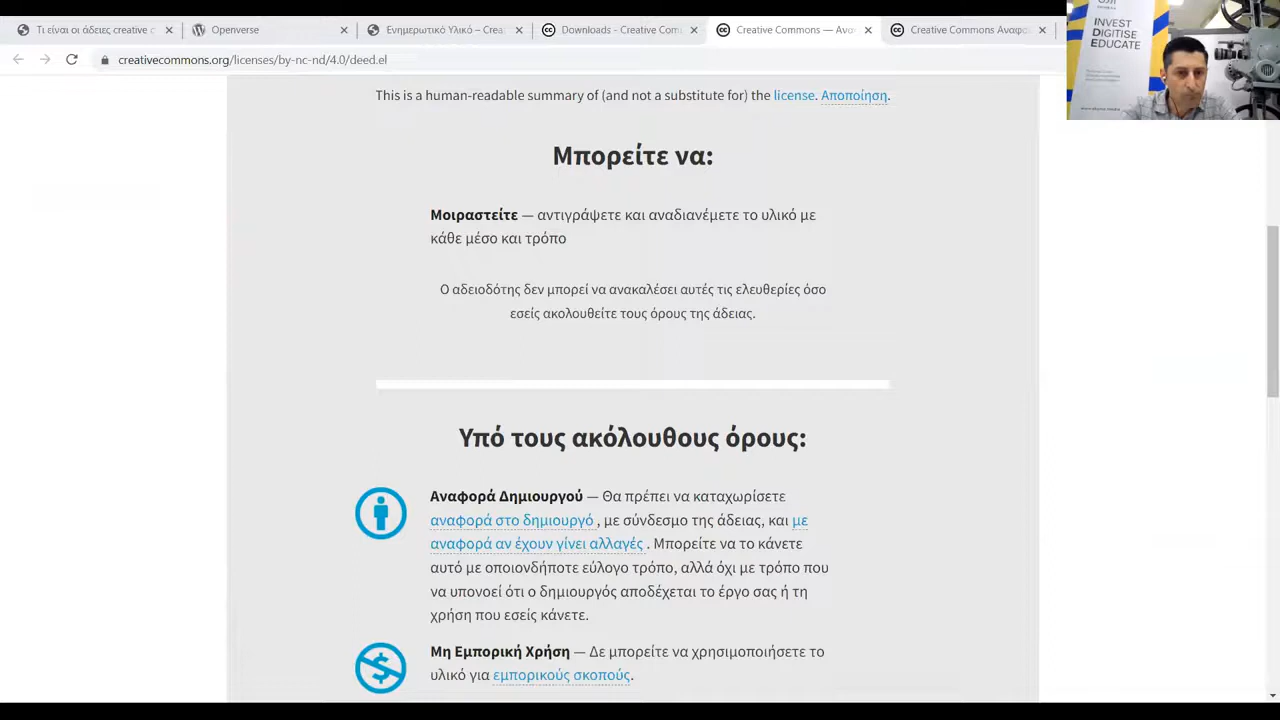 Τι είναι οι άδειες creative c
Openverse
Ενημερωτικό Υλικό – Creat
Downloads - Creative Com
Creative Commons — Ανα
Creative Commons Αναφο
creativecommons.org/licenses/by-nc-nd/4.0/deed.el
INVEST
DIGITISE
EDUCATE
This is a human-readable summary of (and not a substitute for) the license. Αποποίηση.
Μπορείτε να:
Μοιραστείτε — αντιγράψετε και αναδιανέμετε το υλικό με
κάθε μέσο και τρόπο
Ο αδειοδότης δεν μπορεί να ανακαλέσει αυτές τις ελευθερίες όσο
εσείς ακολουθείτε τους όρους της άδειας.
Υπό τους ακόλουθους όρους:
Αναφορά Δημιουργού — Θα πρέπει να καταχωρίσετε
αναφορά στο δημιουργό , με σύνδεσμο της άδειας, και με
αναφορά αν έχουν γίνει αλλαγές . Μπορείτε να το κάνετε
αυτό με οποιονδήποτε εύλογο τρόπο, αλλά όχι με τρόπο που
να υπονοεί ότι ο δημιουργός αποδέχεται το έργο σας ή τη
χρήση που εσείς κάνετε.
Μη Εμπορική Χρήση — Δε μπορείτε να χρησιμοποιήσετε το
υλικό για εμπορικούς σκοπούς.